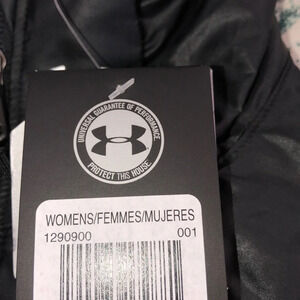 UNIVERSAL GUARANTEE OF PERFORMANCE
PROTECT THIS HOUSE
WOMENS/FEMMES/MUJERES
1290900 001